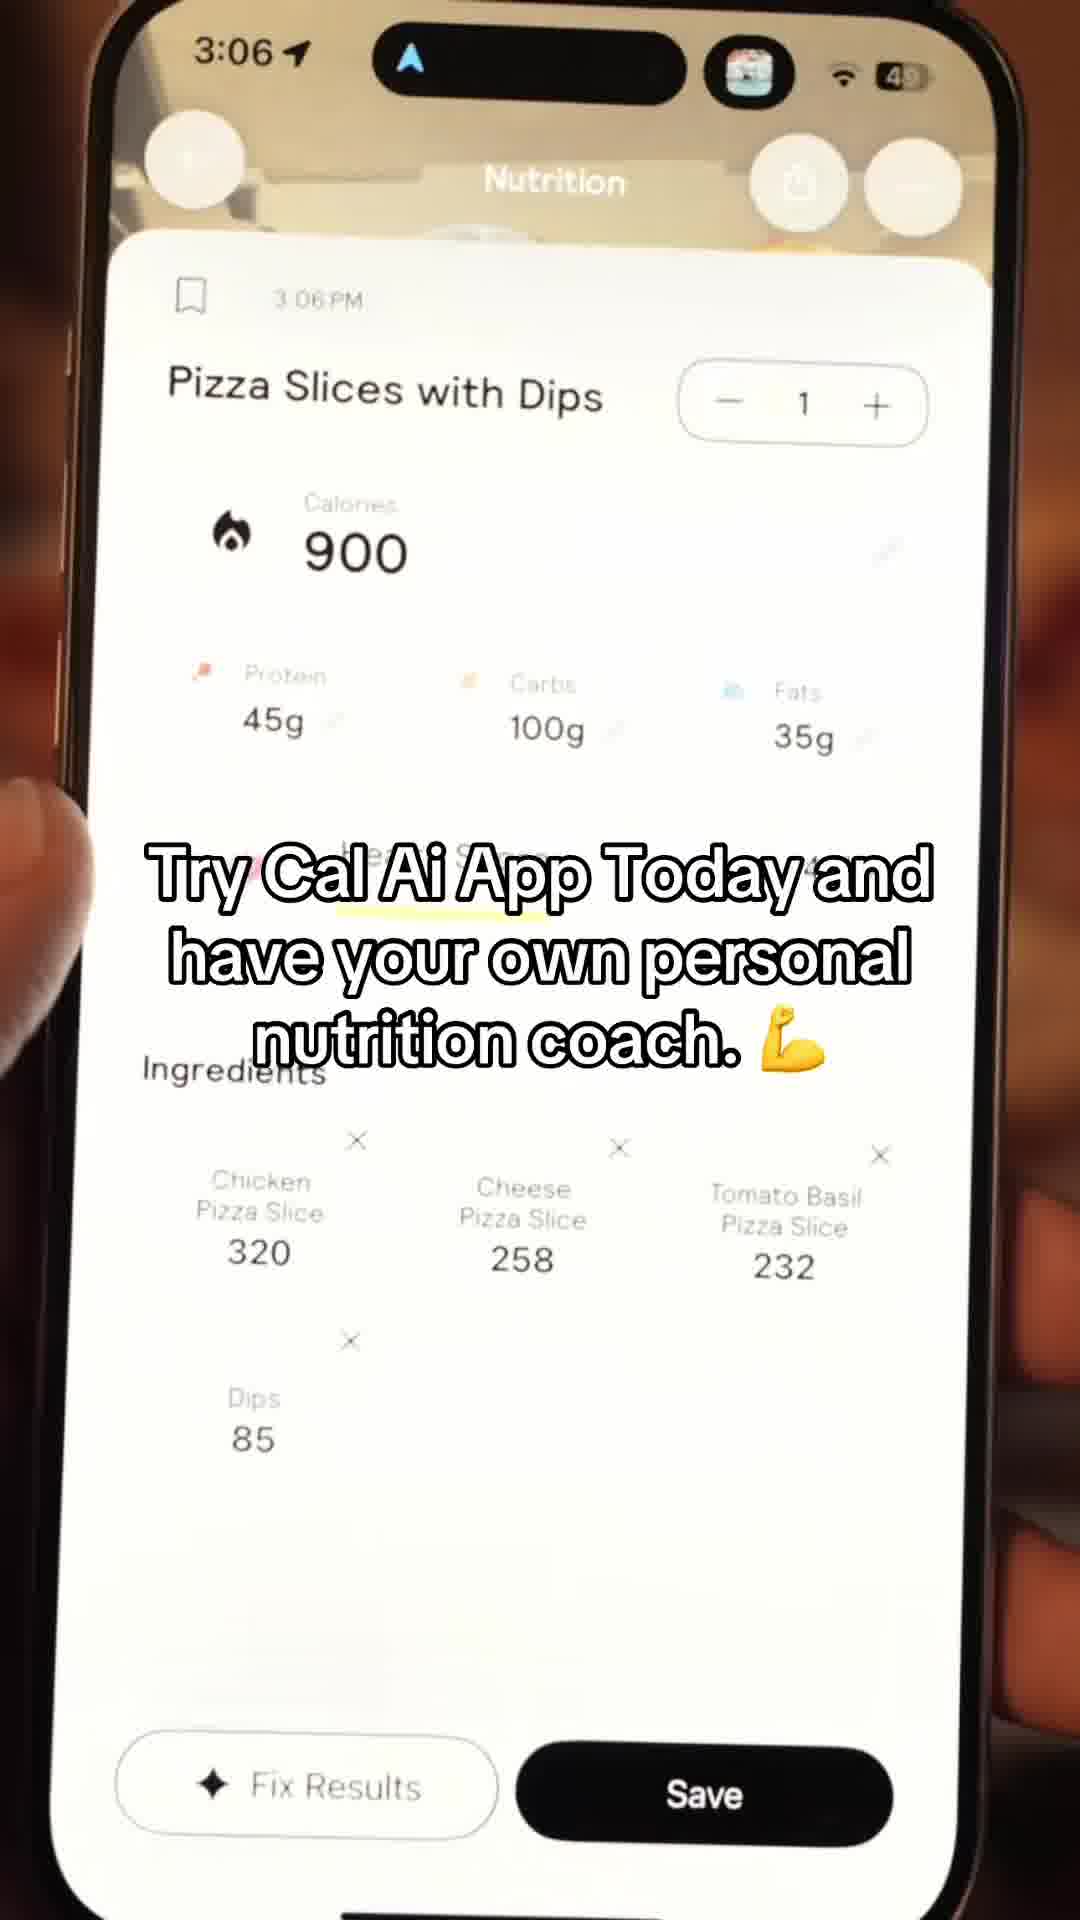 3:06
Nutrition
3:06 PM
Pizza Slices with Dips
1
Calories
900
Protein
Carbs
Fats
45g
100g
35g
Try Cal Ai App Today and
have your own personal
nutrition coach. 💪
Ingredients
Chicken
Pizza Slice
320
Cheese
Pizza Slice
258
Tomato Basil
Pizza Slice
232
Dips
85
Fix Results
Save